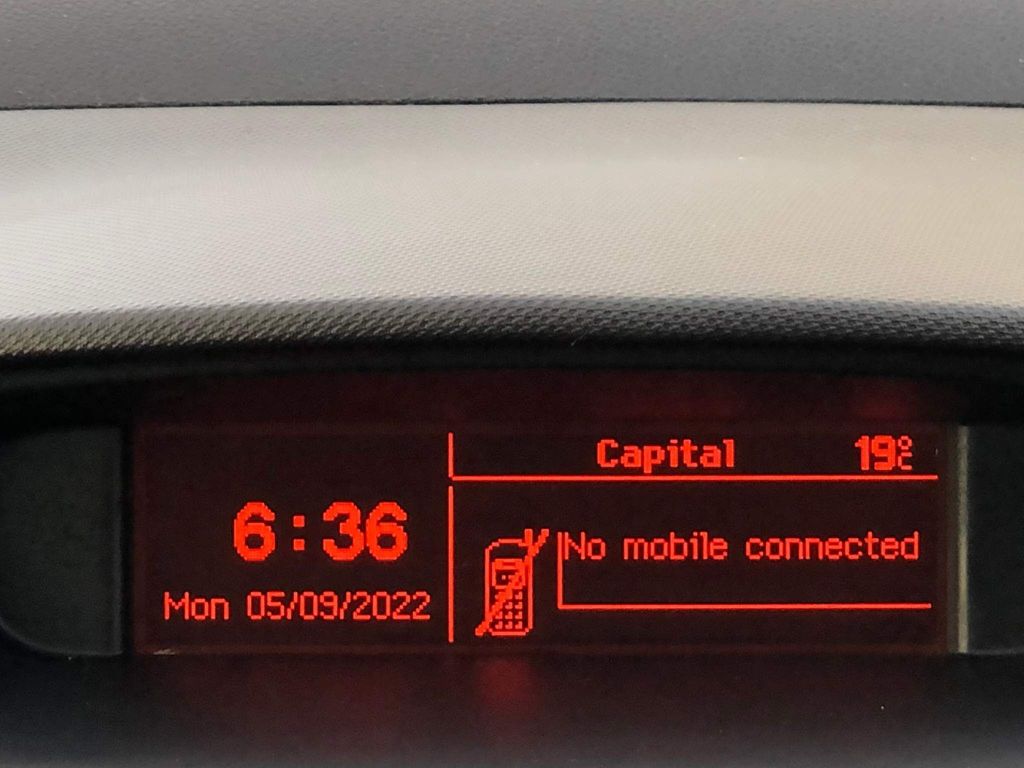 Capital 19°C
6:36
No mobile connected
Mon 05/09/2022